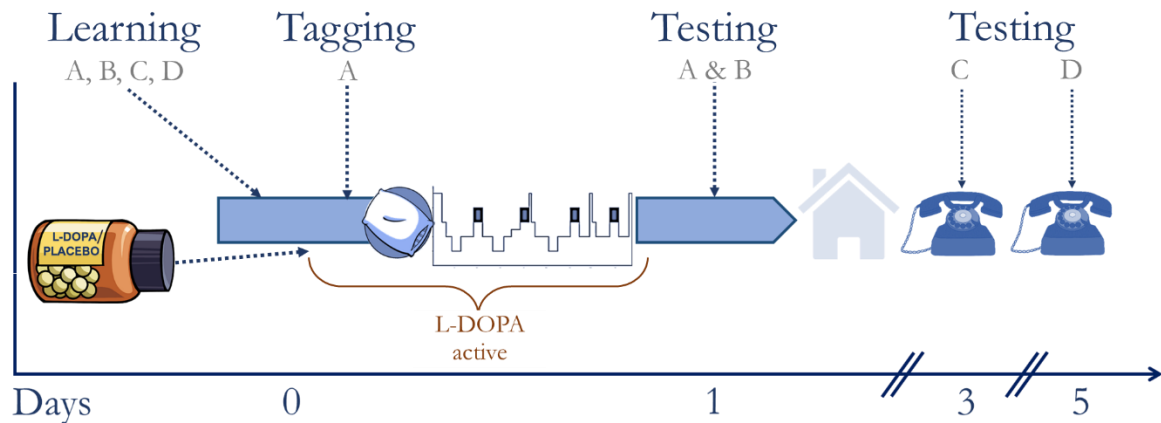 Learning
A, B, C, D
Tagging
A
Testing
A & B
Testing
C
D
L-DOPA/
PLACEBO
L-DOPA
active
Days
0
1
3
5